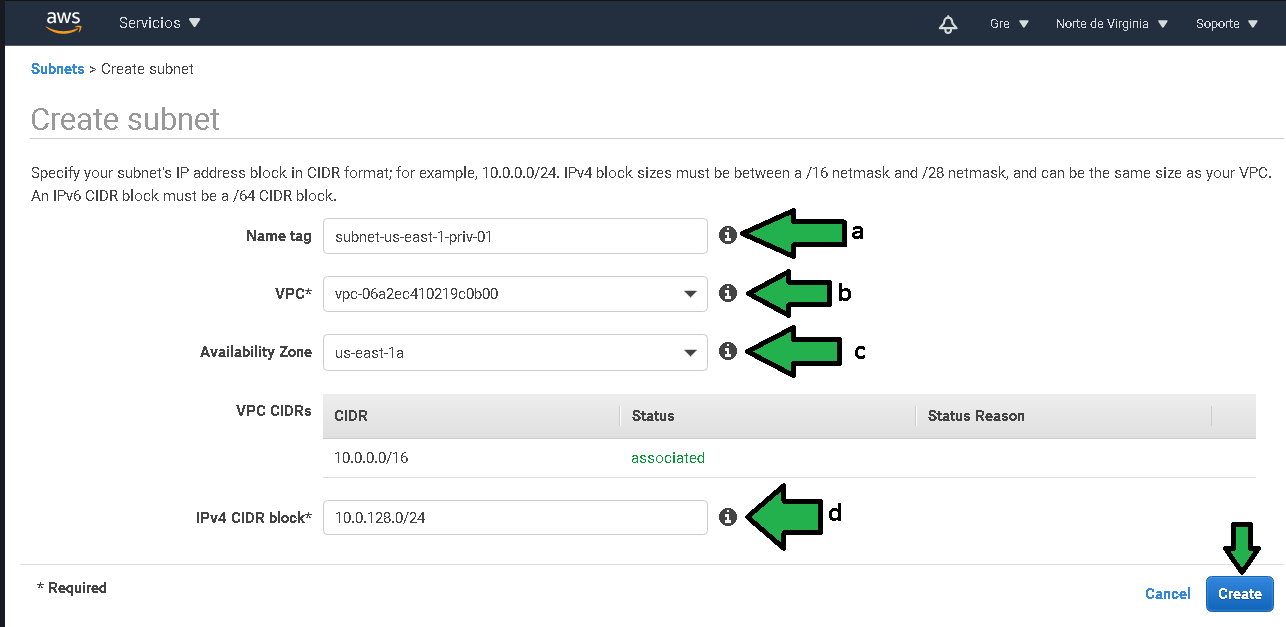 aws Servicios Gre Norte de Virginia Soporte
Subnets > Create subnet
Create subnet
Specify your subnet's IP address block in CIDR format; for example, 10.0.0.0/24. IPv4 block sizes must be between a /16 netmask and /28 netmask, and can be the same size as your VPC.
An IPv6 CIDR block must be a /64 CIDR block.
Name tag subnet-us-east-1-priv-01 a
VPC* vpc-06a2ec410219c0b00 b
Availability Zone us-east-1a c
VPC CIDRs CIDR Status Status Reason
10.0.0.0/16 associated
IPv4 CIDR block* 10.0.128.0/24 d
* Required
Cancel Create